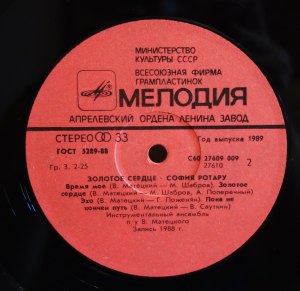 МИНИСТЕРСТВО
КУЛЬТУРЫ СССР
ВСЕСОЮЗНАЯ ФИРМА
ГРАМПЛАСТИНОК
МЕЛОДИЯ
АПРЕЛЕВСКИЙ ОРДЕНА ЛЕНИНА ЗАВОД
СТЕРЕО 33
Год выпуска 1989
ГОСТ 5289-88
Гр. 3. 2-25
С60 27609 009
27610
2
ЗОЛОТОЕ СЕРДЦЕ - СОФИЯ РОТАРУ
Время мое (В. Матецкий — М. Шабров). Золотое
сердце (В. Матецкий — М. Шабров, А. Поперечный)
Эхо (В. Матецкий — Г. Поженян). Пока не
кончен путь (В. Матецкий — В. Сауткин)
Инструментальный ансамбль
п/у В. Матецкого
Запись 1988 г.